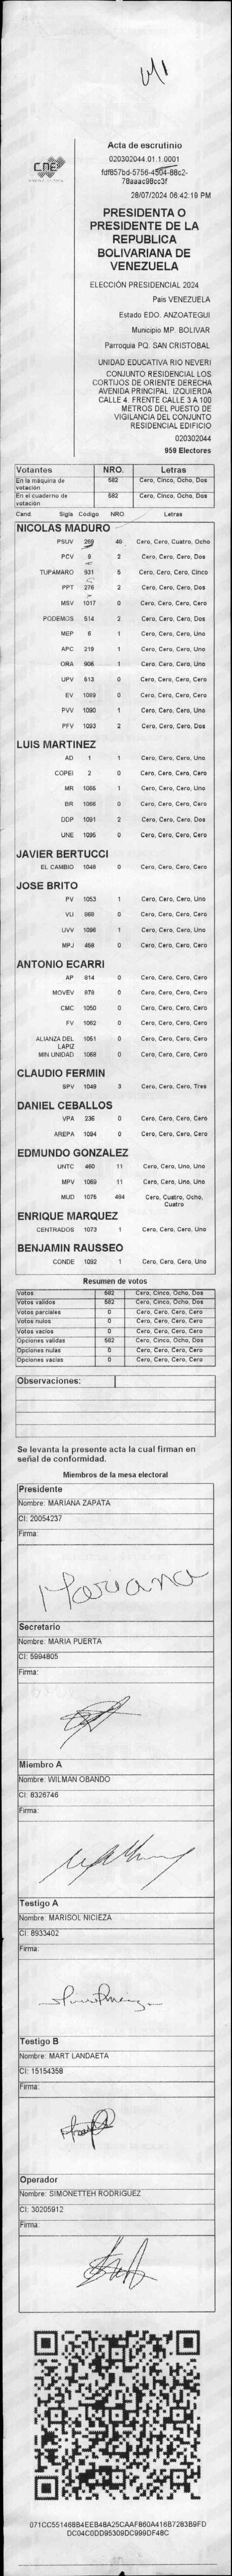 CNE
Acta de escrutinio
020302044.01.1.0001
fdf857bd-5756-4504-88c2-
78aaac98cc3f
28/07/2024 06:42:19 PM
PRESIDENTA O
PRESIDENTE DE LA
REPUBLICA
BOLIVARIANA DE
VENEZUELA
ELECCIÓN PRESIDENCIAL 2024
Pais VENEZUELA
Estado EDO. ANZOATEGUI
Municipio MP. BOLIVAR
Parroquia PQ. SAN CRISTOBAL
UNIDAD EDUCATIVA RIO NEVERI
CONJUNTO RESIDENCIAL LOS
CORTIJOS DE ORIENTE DERECHA
AVENIDA PRINCIPAL. IZQUIERDA
CALLE 4. FRENTE CALLE 3 A 100
METROS DEL PUESTO DE
VIGILANCIA DEL CONJUNTO
RESIDENCIAL EDIFICIO
020302044
959 Electores
Votantes NRO. Letras
En la máquina de votación 582 Cero, Cinco, Ocho, Dos
En el cuaderno de votación 582 Cero, Cinco, Ocho, Dos
Cand. Sigla Código NRO Letras
NICOLAS MADURO
PSUV 48 Cero, Cero, Cuatro, Ocho
PCV 2 Cero, Cero, Cero, Dos
TUPAMARO 5 Cero, Cero, Cero, Cinco
PPT 2 Cero, Cero, Cero, Dos
MSV 1017 0 Cero, Cero, Cero, Cero
PODEMOS 514 2 Cero, Cero, Cero, Dos
MEP 6 1 Cero, Cero, Cero, Uno
APC 219 1 Cero, Cero, Cero, Uno
ORA 906 1 Cero, Cero, Cero, Uno
UPV 613 0 Cero, Cero, Cero, Cero
EV 1089 0 Cero, Cero, Cero, Cero
PVV 1090 1 Cero, Cero, Cero, Uno
PFV 1093 2 Cero, Cero, Cero, Dos
LUIS MARTINEZ
AD 1 1 Cero, Cero, Cero, Uno
COPEI 2 0 Cero, Cero, Cero, Cero
MR 1065 1 Cero, Cero, Cero, Uno
BR 1066 0 Cero, Cero, Cero, Cero
DDP 1091 2 Cero, Cero, Cero, Dos
UNE 1095 0 Cero, Cero, Cero, Cero
JAVIER BERTUCCI
EL CAMBIO 1048 0 Cero, Cero, Cero, Cero
JOSE BRITO
PV 1053 1 Cero, Cero, Cero, Uno
VU 868 0 Cero, Cero, Cero, Cero
UVV 1096 1 Cero, Cero, Cero, Uno
MPJ 458 0 Cero, Cero, Cero, Cero
ANTONIO ECARRI
AP 814 0 Cero, Cero, Cero, Cero
MOVEV 979 0 Cero, Cero, Cero, Cero
CMC 1050 0 Cero, Cero, Cero, Cero
FV 1062 0 Cero, Cero, Cero, Cero
ALIANZA DEL LAPIZ 1051 0 Cero, Cero, Cero, Cero
MIN UNIDAD 1068 0 Cero, Cero, Cero, Cero
CLAUDIO FERMIN
SPV 1049 3 Cero, Cero, Cero, Tres
DANIEL CEBALLOS
VPA 236 0 Cero, Cero, Cero, Cero
AREPA 1094 0 Cero, Cero, Cero, Cero
EDMUNDO GONZALEZ
UNTC 460 11 Cero, Cero, Uno, Uno
MPV 1069 11 Cero, Cero, Uno, Uno
MUD 1076 484 Cero, Cuatro, Ocho,
Cuatro
ENRIQUE MARQUEZ
CENTRADOS 1073 1 Cero, Cero, Cero, Uno
BENJAMIN RAUSSEO
CONDE 1092 1 Cero, Cero, Cero, Uno
Resumen de votos
Votos 582 Cero, Cinco, Ocho, Dos
Votos validos 582 Cero, Cinco, Ocho, Dos
Votos parciales 0 Cero, Cero, Cero, Cero
Votos nulos 0 Cero, Cero, Cero, Cero
Votos vacios 0 Cero, Cero, Cero, Cero
Opciones validas 582 Cero, Cinco, Ocho, Dos
Opciones nulas 0 Cero, Cero, Cero, Cero
Opciones vacias 0 Cero, Cero, Cero, Cero
Observaciones:
Se levanta la presente acta la cual firman en
señal de conformidad.
Miembros de la mesa electoral
Presidente
Nombre: MARIANA ZAPATA
CI: 20054237
Firma:
Mariana
Secretario
Nombre: MARIA PUERTA
CI: 5994805
Firma:
Miembro A
Nombre: WILMAN OBANDO
CI: 8326746
Firma:
Testigo A
Nombre: MARISOL NICIEZA
CI: 8933402
Firma:
Testigo B
Nombre: MART LANDAETA
CI: 15154358
Firma:
Operador
Nombre: SIMONETTEH RODRIGUEZ
CI: 30205912
Firma: